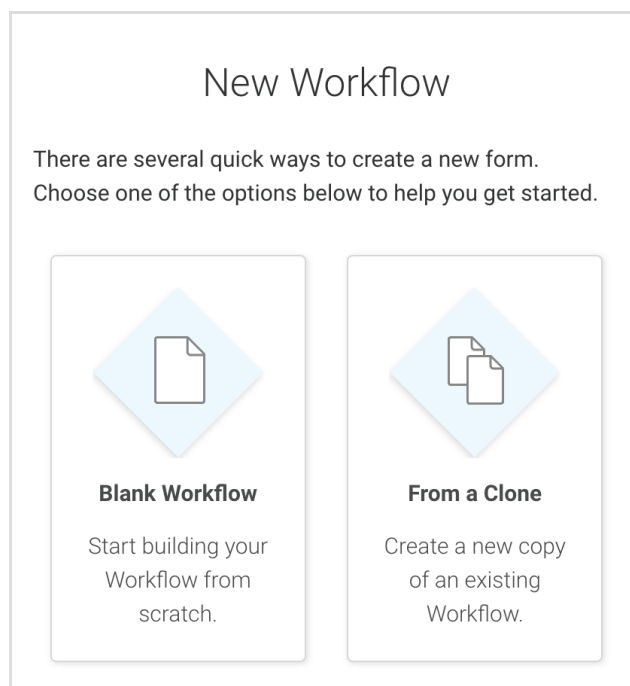 New Workflow
There are several quick ways to create a new form.
Choose one of the options below to help you get started.
Blank Workflow
Start building your
Workflow from
scratch.
From a Clone
Create a new copy
of an existing
Workflow.